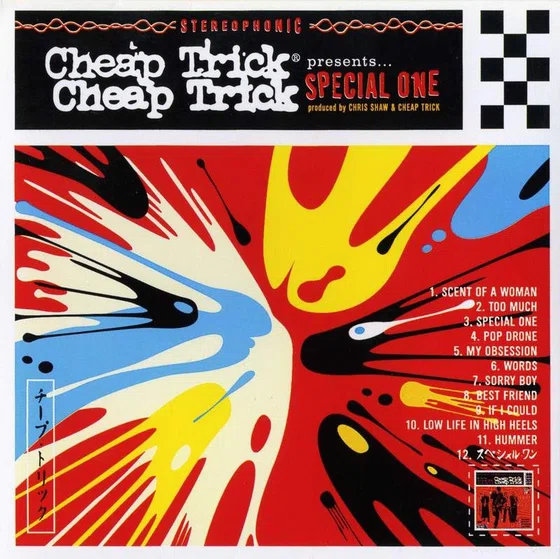 STEREOPHONIC
Cheap Trick® presents...
Cheap Trick SPECIAL ONE
produced by CHRIS SHAW & CHEAP TRICK
1. SCENT OF A WOMAN
2. TOO MUCH
3. SPECIAL ONE
4. POP DRONE
5. MY OBSESSION
6. WORDS
7. SORRY BOY
8. BEST FRIEND
9. IF I COULD
10. LOW LIFE IN HIGH HEELS
11. HUMMER
12. スペシャル ワン
チープ トリック
Cheap Trick